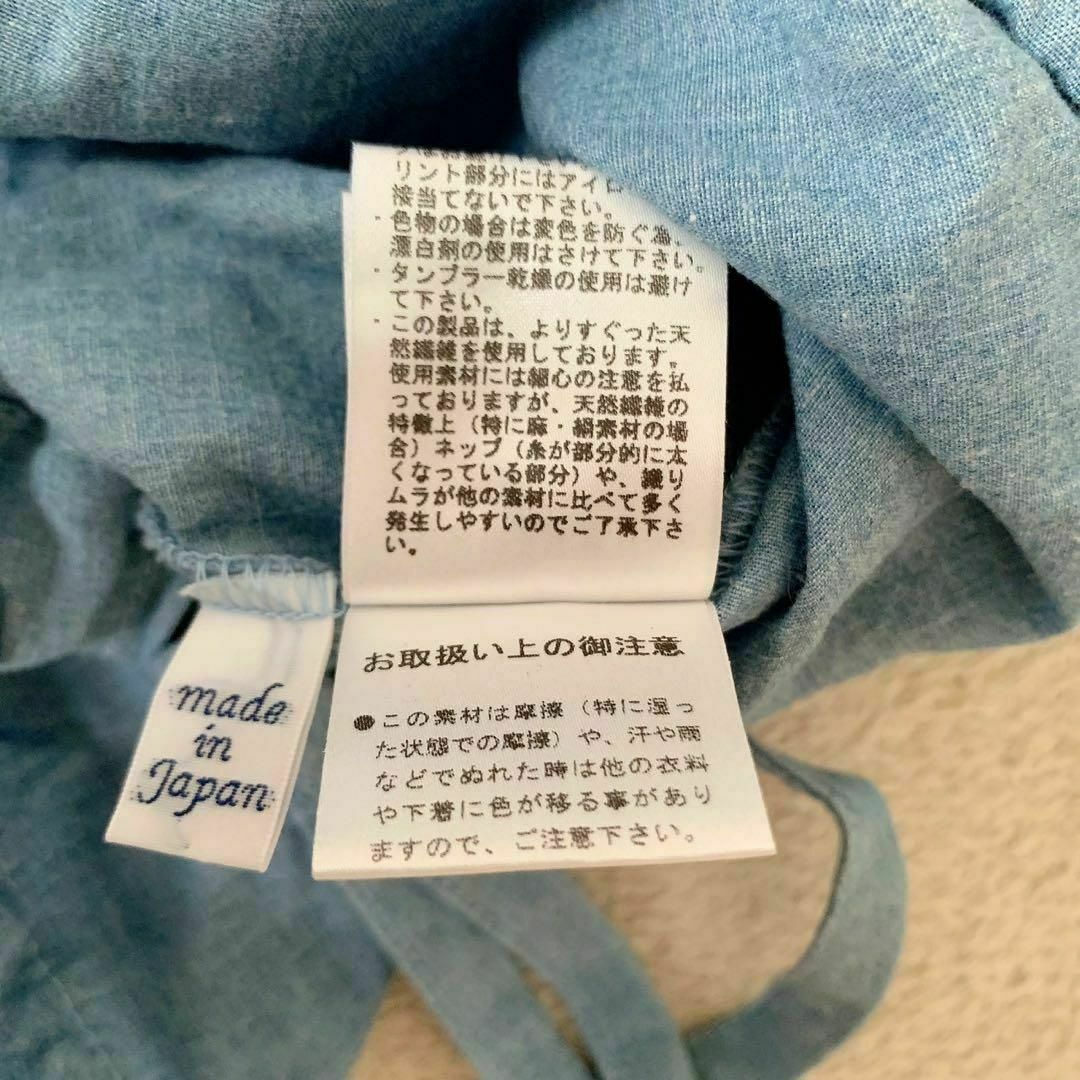 リント部分にはアイロ
接当てないで下さい。
・色物の場合は変色を防ぐ為、
漂白剤の使用はさけて下さい。
・タンブラー乾燥の使用は避け
て下さい。
・この製品は、よりすぐった天
然繊維を使用しております。
使用素材には細心の注意を払
っておりますが、天然繊維の
特徴上（特に麻・絹素材の場
合）ネップ（糸が部分的に太
くなっている部分）や、織り
ムラが他の素材に比べて多く
発生しやすいのでご了承下さ
い。
お取扱い上の御注意
●この素材は摩擦（特に湿っ
た状態での摩擦）や、汗や雨
などでぬれた時は他の衣料
や下着に色が移る事があり
ますので、ご注意下さい。
made
in
Japan